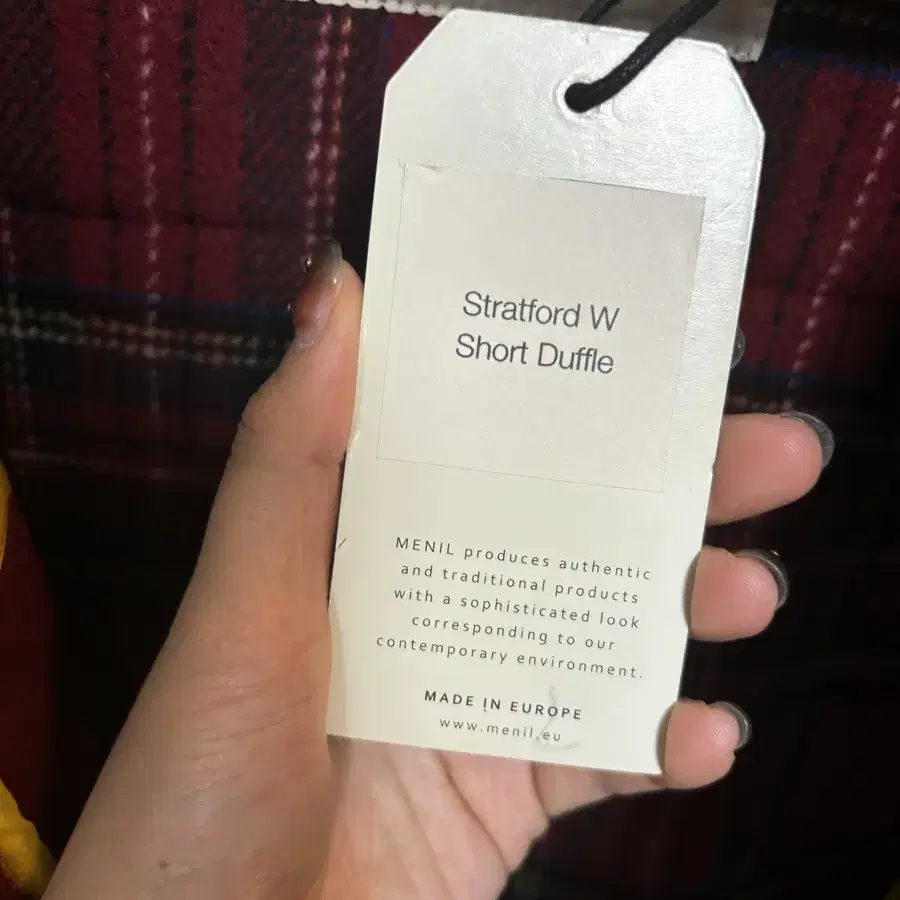 Stratford W
Short Duffle
MENIL produces authentic
and traditional products
with a sophisticated look
corresponding to our
contemporary environment.
MADE IN EUROPE
www.menil.eu